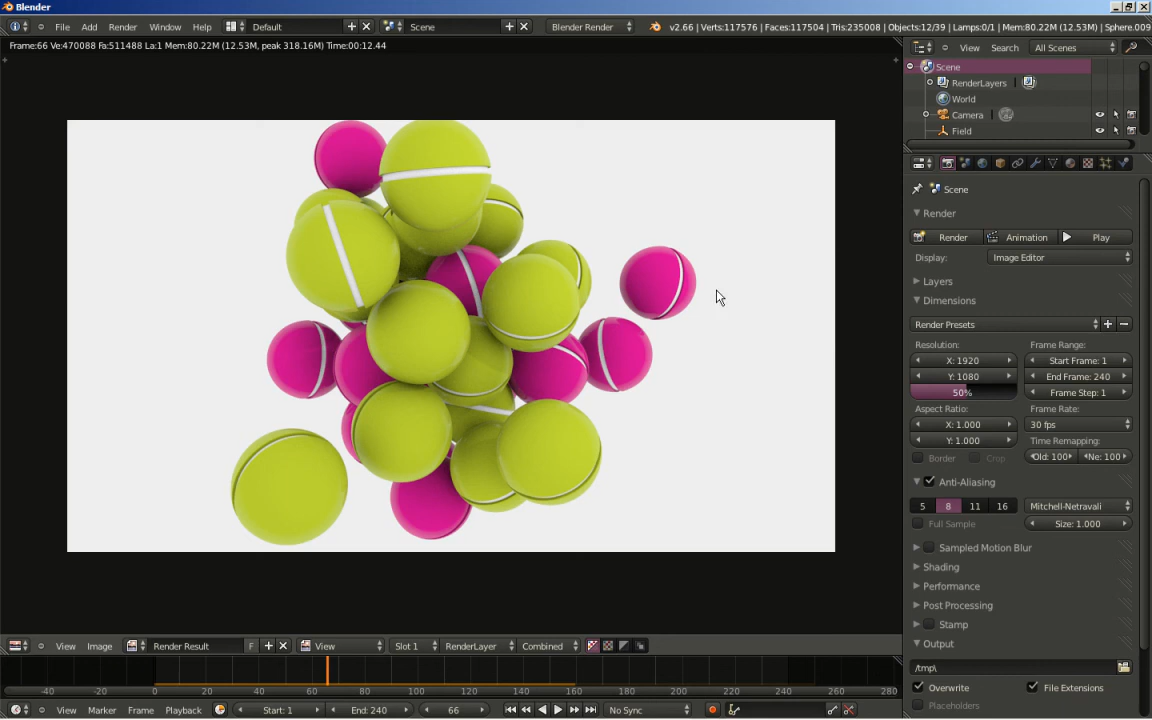 Blender
File Add Render Window Help Default Scene Blender Render v2.66 | Verts:117576 | Faces:117504 | Tris:235008 | Objects:12/39 | Lamps:0/1 | Mem:80.22M (12.53M) | Sphere.009
Frame:66 Ve:470088 Fa:511488 La:1 Mem:80.22M (12.53M, peak 318.16M) Time:00:12.44
View Search All Scenes
Scene
RenderLayers |
World
Camera |
Field
Scene
Render
Render Animation Play
Display: Image Editor
Layers
Dimensions
Render Presets
Resolution: Frame Range:
X: 1920 Start Frame: 1
Y: 1080 End Frame: 240
50% Frame Step: 1
Aspect Ratio: Frame Rate:
X: 1.000 30 fps
Y: 1.000 Time Remapping:
Border Crop Old: 100 Ne: 100
Anti-Aliasing
5 8 11 16 Mitchell-Netravali
Full Sample Size: 1.000
Sampled Motion Blur
Shading
Performance
Post Processing
Stamp
Output
/tmp\
Overwrite File Extensions
Placeholders
View Image Render Result F View Slot 1 RenderLayer Combined
-40 -20 0 20 40 60 80 100 120 140 160 180 200 220 240 260 280
View Marker Frame Playback Start: 1 End: 240 66 No Sync